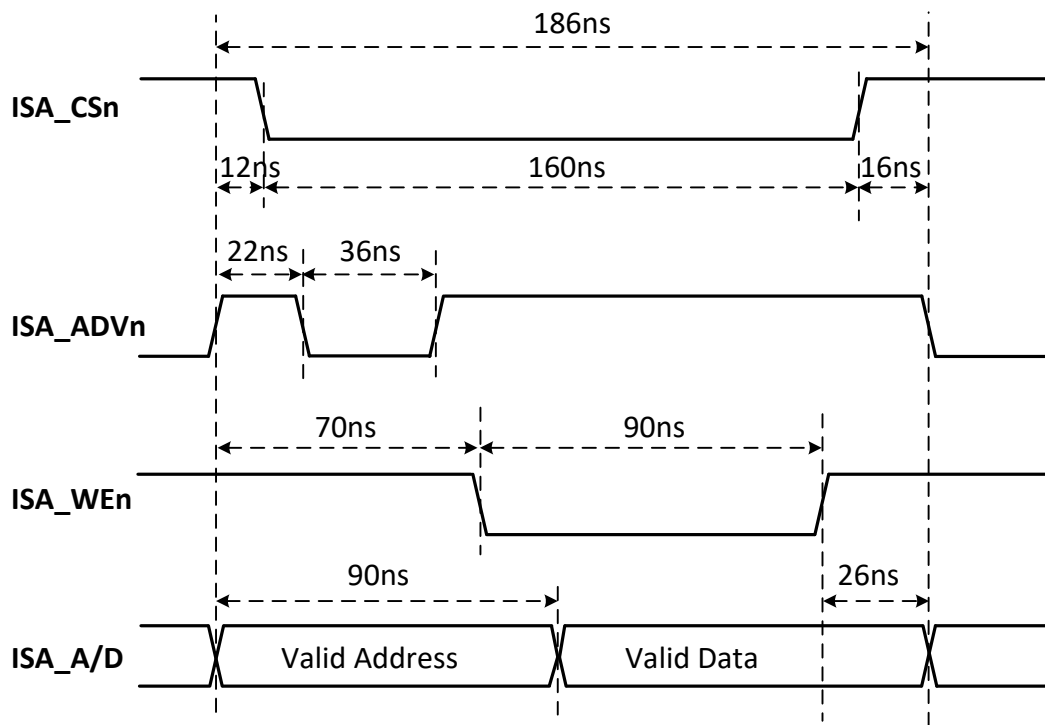 186ns
ISA_CSn
12ns 160ns 16ns
22ns 36ns
ISA_ADVn
70ns 90ns
ISA_WEn
90ns 26ns
ISA_A/D Valid Address Valid Data